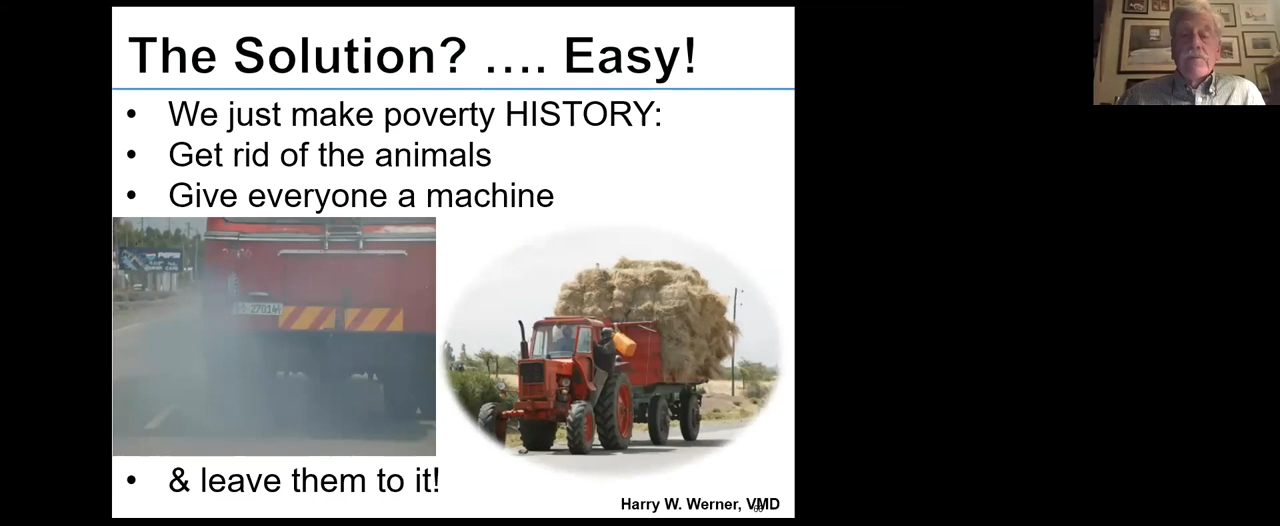 The Solution? .... Easy!
• We just make poverty HISTORY:
• Get rid of the animals
• Give everyone a machine
PEPSI
• & leave them to it!
Harry W. Werner, VMD